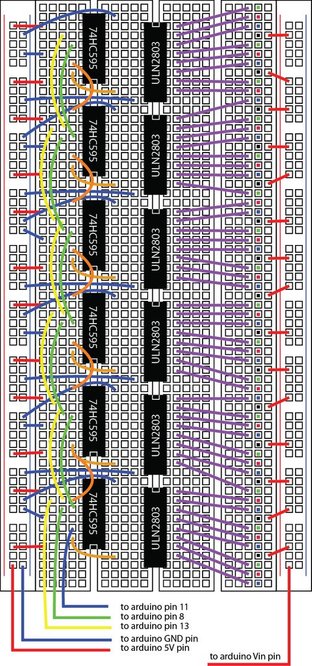 74HC595
ULN2803
74HC595
ULN2803
74HC595
ULN2803
74HC595
ULN2803
74HC595
ULN2803
74HC595
ULN2803
to arduino pin 11
to arduino pin 8
to arduino pin 13
to arduino GND pin
to arduino 5V pin
to arduino Vin pin